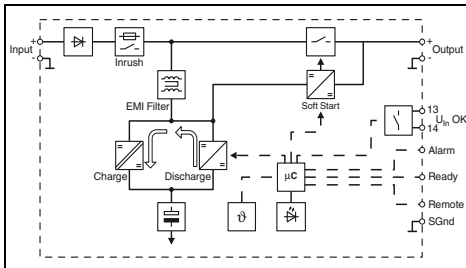 +
Input
-
Inrush
EMI Filter
Soft Start
+
Output
-
13
U_in OK
14
Alarm
Charge
Discharge
µC
Ready
Remote
ϑ
SGnd